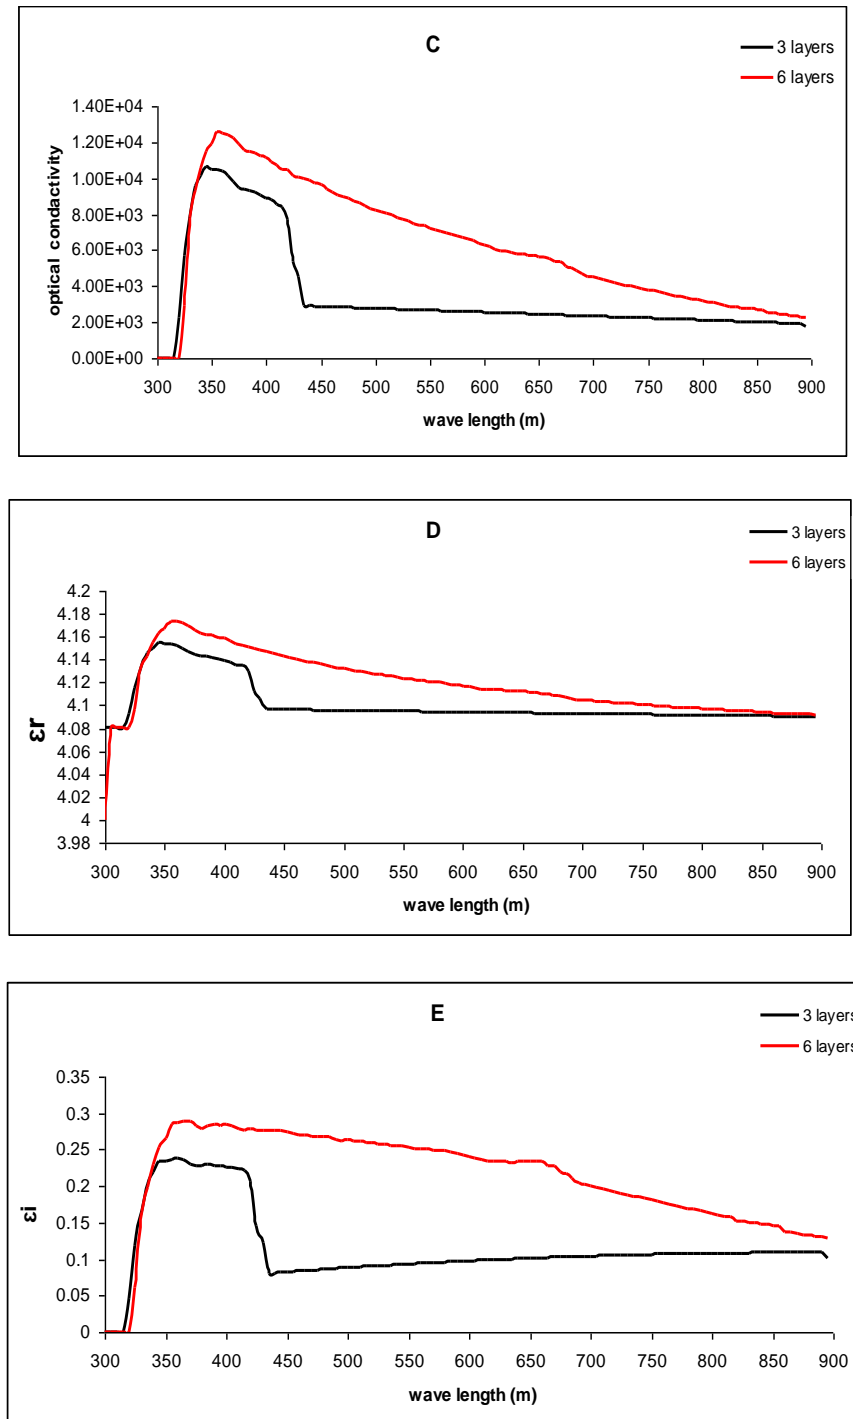 C
3 layers
6 layers
1.40E+04
1.20E+04
1.00E+04
8.00E+03
6.00E+03
4.00E+03
2.00E+03
0.00E+00
optical condactivity
300 350 400 450 500 550 600 650 700 750 800 850 900
wave length (m)
D
3 layers
6 layers
4.2
4.18
4.16
4.14
4.12
4.1
4.08
4.06
4.04
4.02
4
3.98
εr
300 350 400 450 500 550 600 650 700 750 800 850 900
wave length (m)
E
3 layers
6 layers
0.35
0.3
0.25
0.2
0.15
0.1
0.05
0
εi
300 350 400 450 500 550 600 650 700 750 800 850 900
wave length (m)